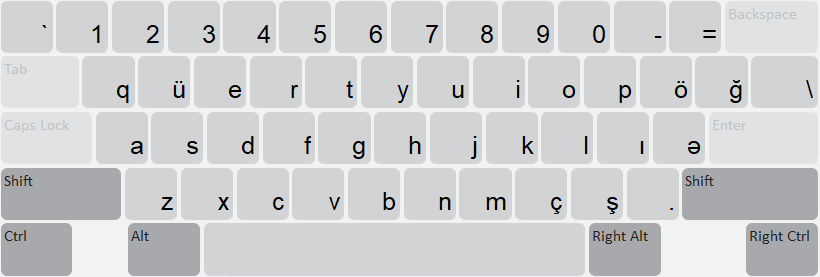 ` 1 2 3 4 5 6 7 8 9 0 - = Backspace
Tab q ü e r t y u i o p ö ğ \
Caps Lock a s d f g h j k l ı ə Enter
Shift z x c v b n m ç ş . Shift
Ctrl Alt Right Alt Right Ctrl